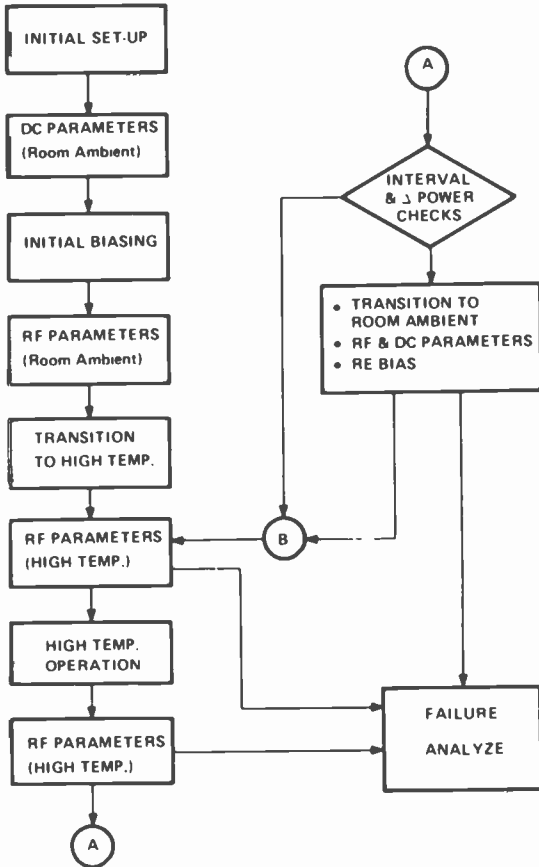 INITIAL SET-UP
DC PARAMETERS
(Room Ambient)
INITIAL BIASING
RF PARAMETERS
(Room Ambient)
TRANSITION
TO HIGH TEMP.
RF PARAMETERS
(HIGH TEMP.)
HIGH TEMP.
OPERATION
RF PARAMETERS
(HIGH TEMP.)
A
A
INTERVAL
& Δ POWER
CHECKS
• TRANSITION TO
ROOM AMBIENT
• RF & DC PARAMETERS
• RE BIAS
B
FAILURE
ANALYZE